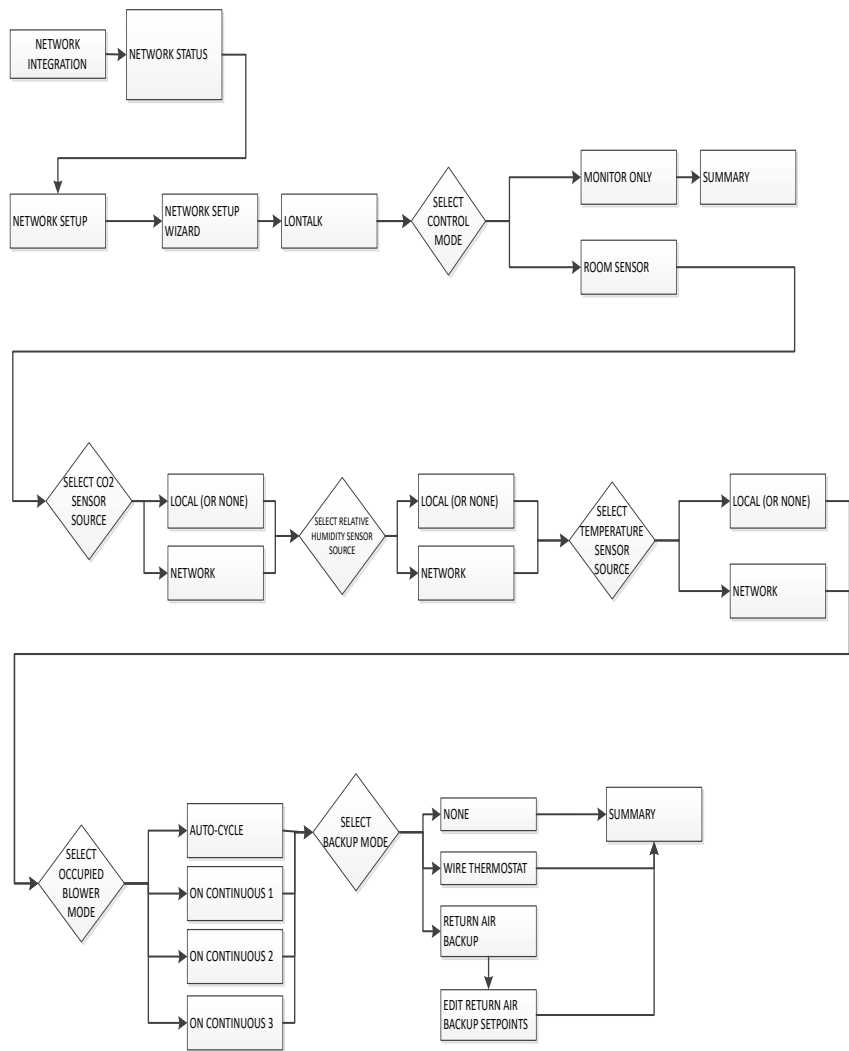 NETWORK
INTEGRATION
NETWORK STATUS
NETWORK SETUP
NETWORK SETUP
WIZARD
LONTALK
SELECT
CONTROL
MODE
MONITOR ONLY
SUMMARY
ROOM SENSOR
SELECT CO2
SENSOR
SOURCE
LOCAL (OR NONE)
NETWORK
SELECT RELATIVE
HUMIDITY SENSOR
SOURCE
LOCAL (OR NONE)
NETWORK
SELECT
TEMPERATURE
SENSOR
SOURCE
LOCAL (OR NONE)
NETWORK
SELECT
OCCUPIED
BLOWER
MODE
AUTO-CYCLE
ON CONTINUOUS 1
ON CONTINUOUS 2
ON CONTINUOUS 3
SELECT
BACKUP MODE
NONE
WIRE THERMOSTAT
RETURN AIR
BACKUP
EDIT RETURN AIR
BACKUP SETPOINTS
SUMMARY